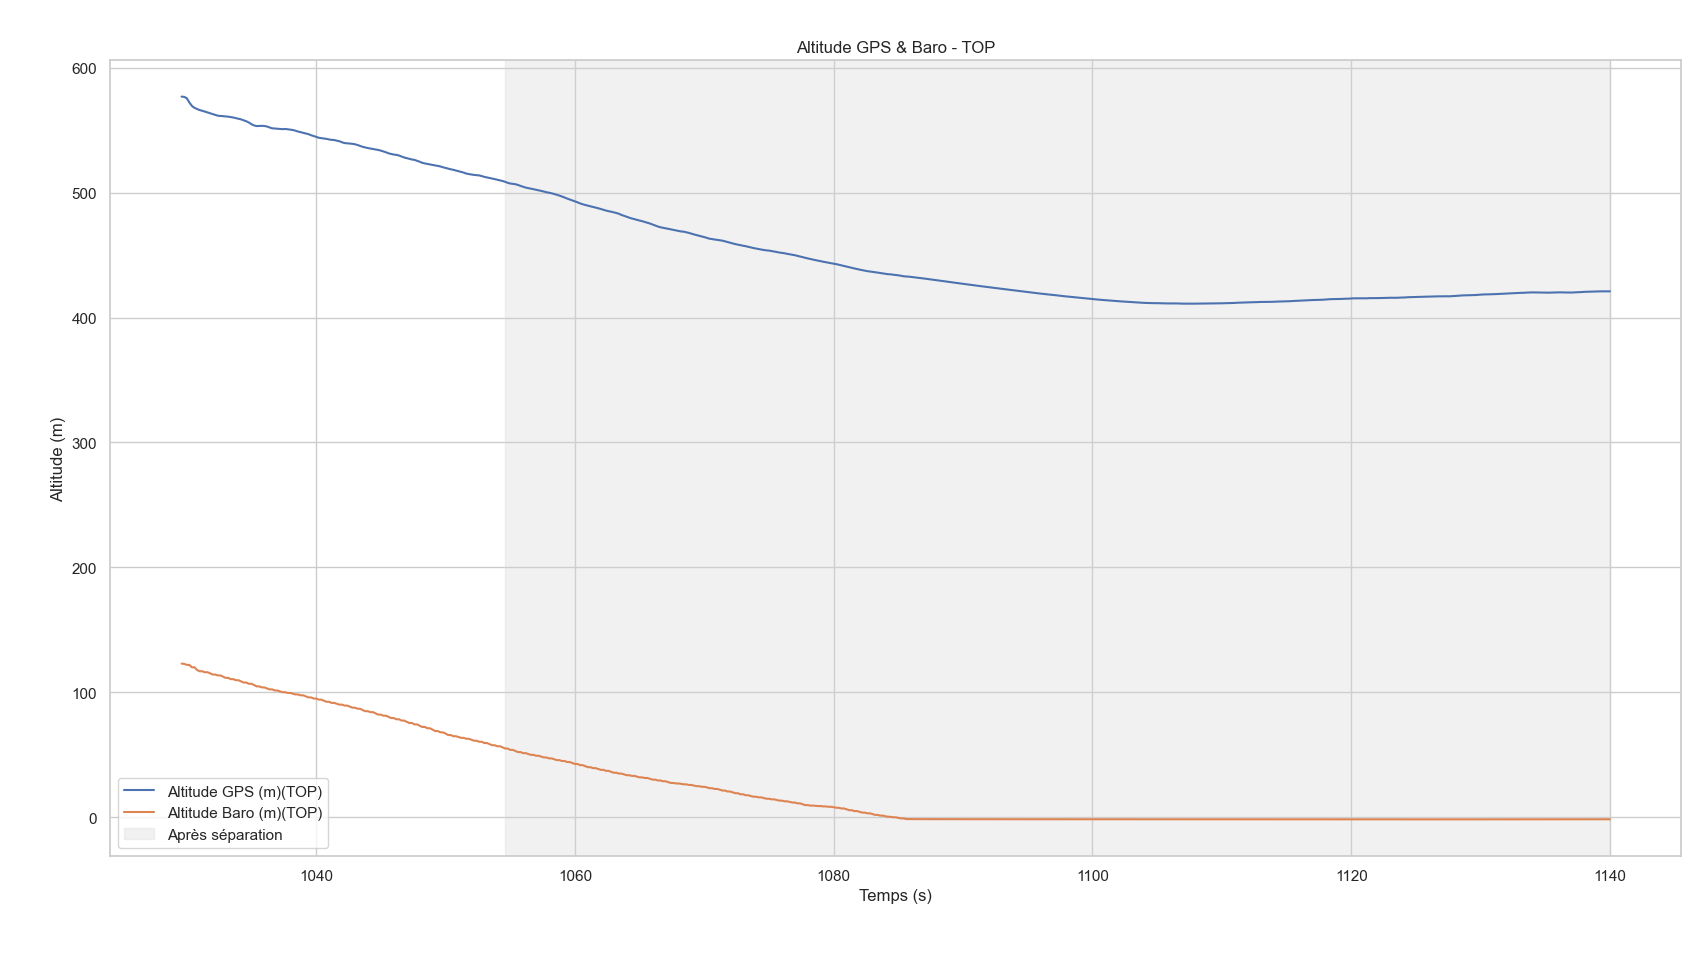 Altitude GPS & Baro - TOP
600
500
400
300
200
100
0
Altitude (m)
Altitude GPS (m)(TOP)
Altitude Baro (m)(TOP)
Après séparation
1040 1060 1080 1100 1120 1140
Temps (s)